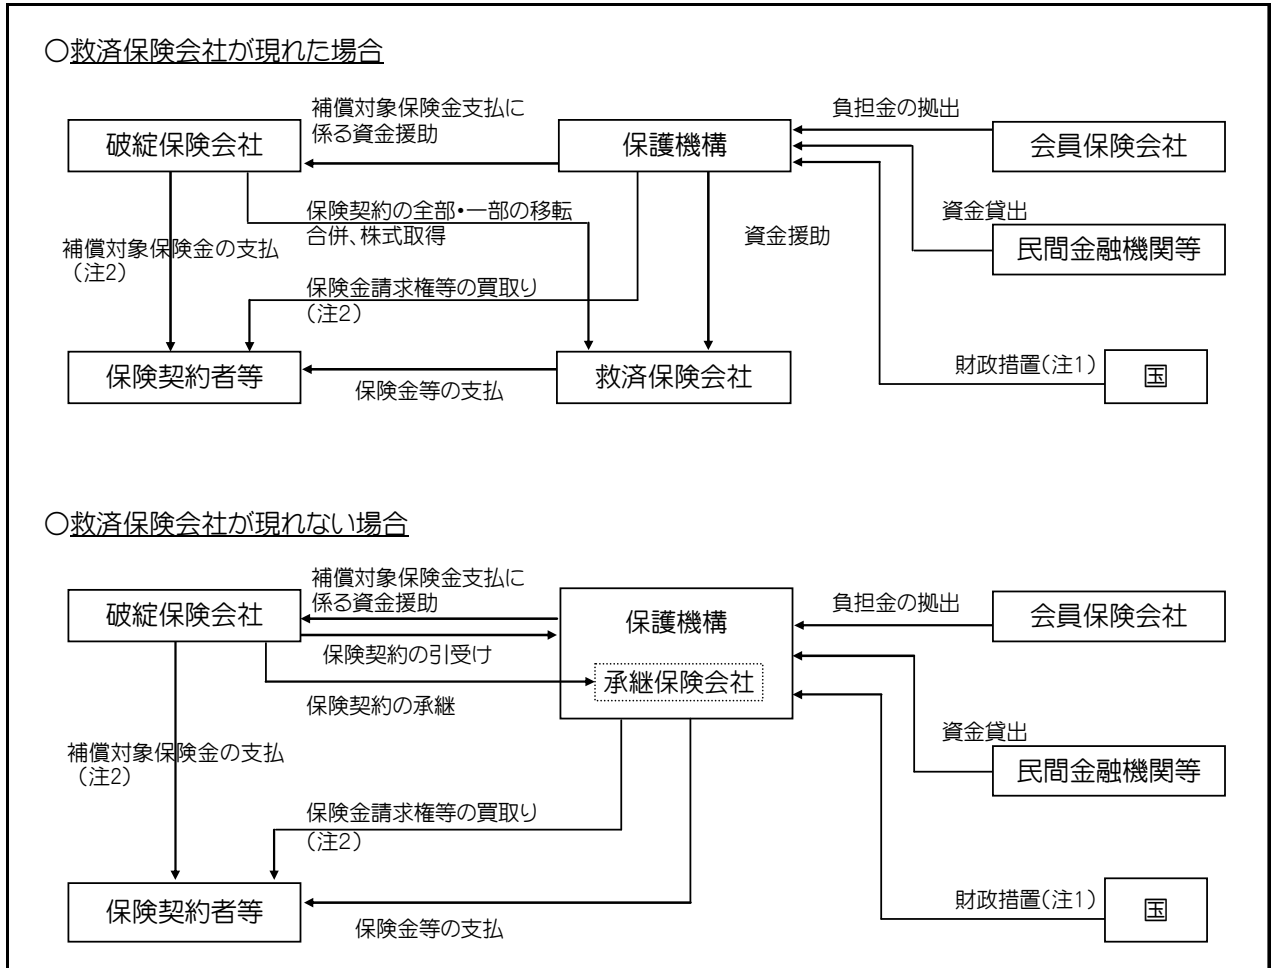 ○救済保険会社が現れた場合
補償対象保険金支払に
係る資金援助
負担金の拠出
破綻保険会社
保護機構
会員保険会社
保険契約の全部・一部の移転
合併、株式取得
資金貸出
補償対象保険金の支払
（注2）
資金援助
民間金融機関等
保険金請求権等の買取り
（注2）
財政措置(注1)
国
保険契約者等
救済保険会社
保険金等の支払
○救済保険会社が現れない場合
補償対象保険金支払に
係る資金援助
負担金の拠出
破綻保険会社
保護機構
会員保険会社
保険契約の引受け
承継保険会社
保険契約の承継
資金貸出
補償対象保険金の支払
（注2）
民間金融機関等
保険金請求権等の買取り
（注2）
財政措置(注1)
国
保険契約者等
保険金等の支払